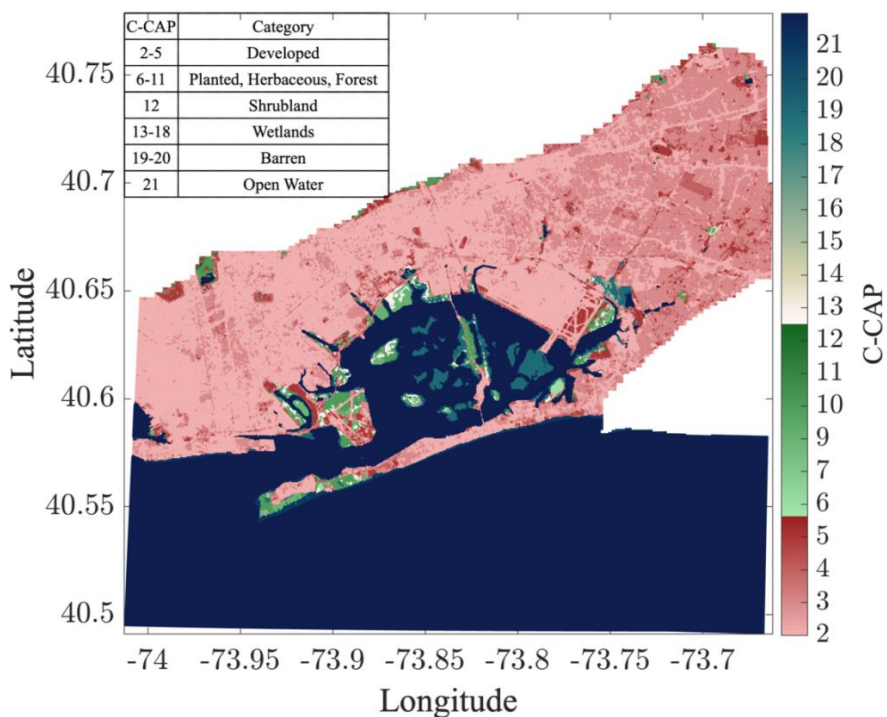 C-CAP Category
2-5 Developed
6-11 Planted, Herbaceous, Forest
12 Shrubland
13-18 Wetlands
19-20 Barren
21 Open Water
40.75
40.7
40.65
40.6
40.55
40.5
Latitude
-74 -73.95 -73.9 -73.85 -73.8 -73.75 -73.7
Longitude
21
20
19
18
17
16
15
14
13
12
11
10
9
8
7
6
5
4
3
2
C-CAP